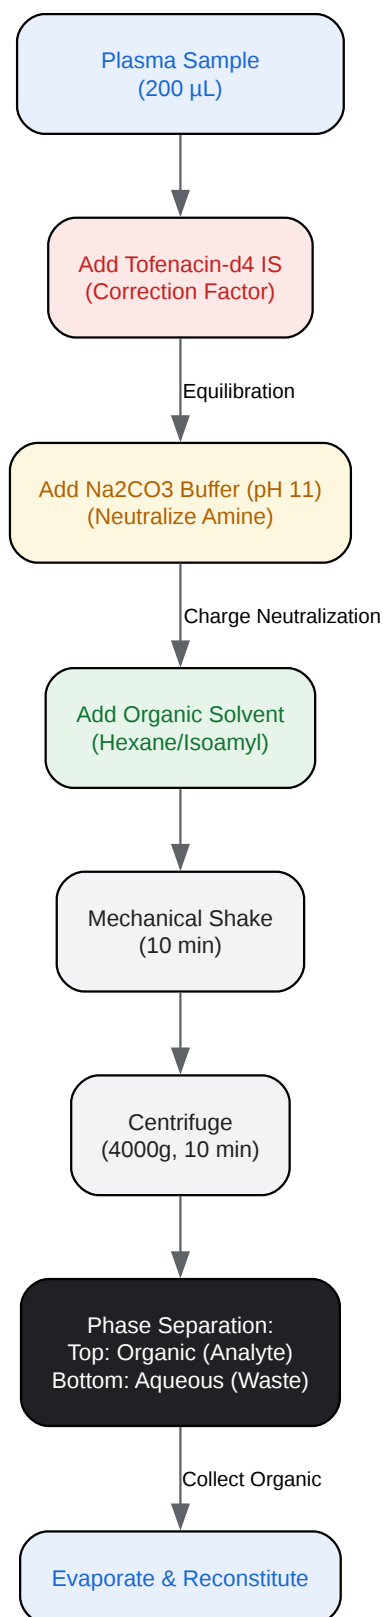 Plasma Sample
(200 µL)
Add Tofenacin-d4 IS
(Correction Factor)
Equilibration
Add Na2CO3 Buffer (pH 11)
(Neutralize Amine)
Charge Neutralization
Add Organic Solvent
(Hexane/Isoamyl)
Mechanical Shake
(10 min)
Centrifuge
(4000g, 10 min)
Phase Separation:
Top: Organic (Analyte)
Bottom: Aqueous (Waste)
Collect Organic
Evaporate & Reconstitute